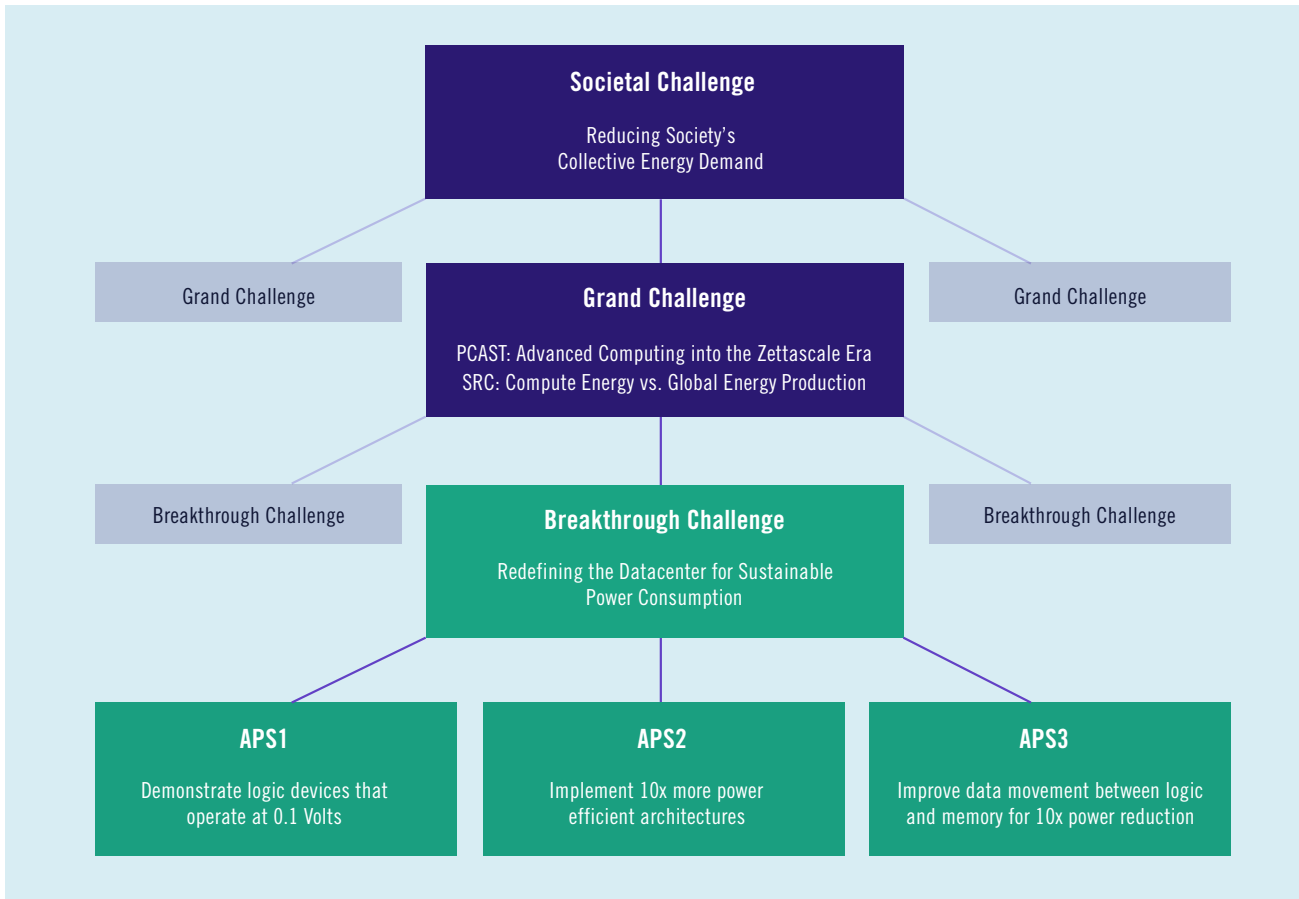 Societal Challenge
Reducing Society’s
Collective Energy Demand
Grand Challenge
Grand Challenge
PCAST: Advanced Computing into the Zettascale Era
SRC: Compute Energy vs. Global Energy Production
Grand Challenge
Breakthrough Challenge
Breakthrough Challenge
Redefining the Datacenter for Sustainable
Power Consumption
Breakthrough Challenge
APS1
Demonstrate logic devices that
operate at 0.1 Volts
APS2
Implement 10x more power
efficient architectures
APS3
Improve data movement between logic
and memory for 10x power reduction